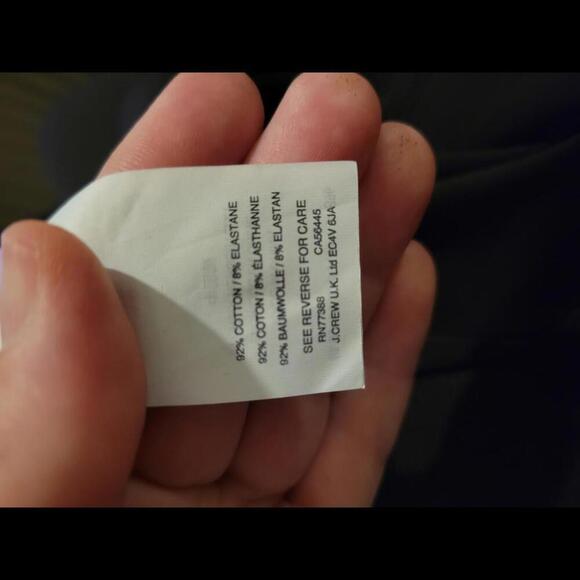 92% COTTON / 8% ELASTANE
92% COTON / 8% ÉLASTHANNE
92% BAUMWOLLE / 8% ELASTAN
SEE REVERSE FOR CARE
RN77388 CA56445
J.CREW U.K. Ltd EC4V 6JA